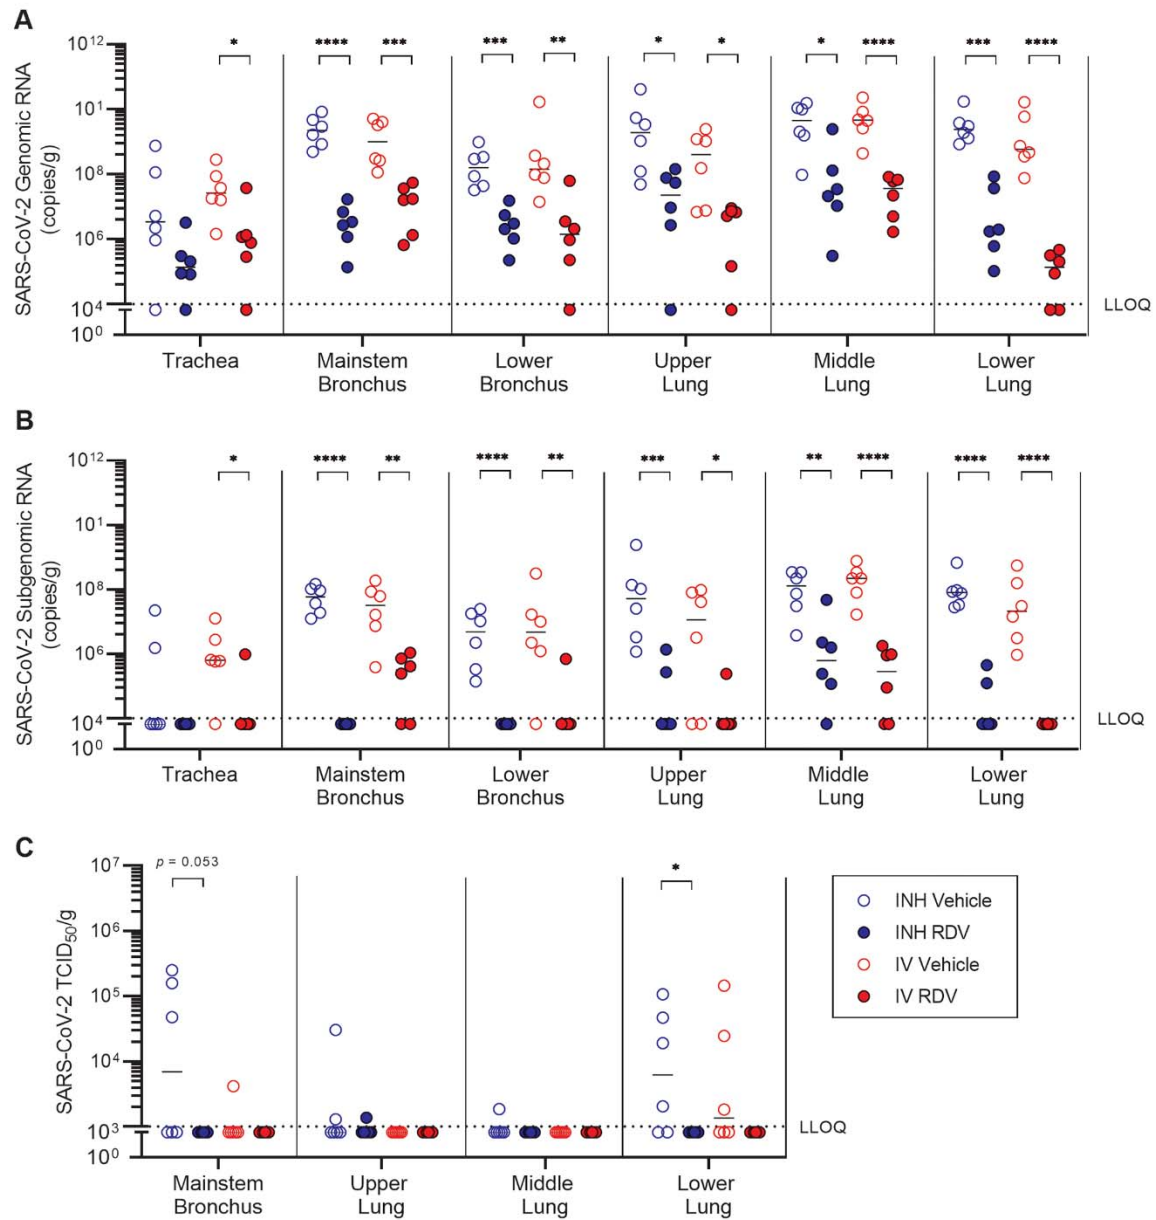 A
SARS-CoV-2 Genomic RNA
(copies/g)
10¹²
10¹
10⁸
10⁶
10⁴
10⁰
* **** *** *** ** * * * **** *** ****
LLOQ
Trachea
Mainstem
Bronchus
Lower
Bronchus
Upper
Lung
Middle
Lung
Lower
Lung
B
SARS-CoV-2 Subgenomic RNA
(copies/g)
10¹²
10¹
10⁸
10⁶
10⁴
10⁰
* **** ** **** ** *** * ** **** **** ****
LLOQ
Trachea
Mainstem
Bronchus
Lower
Bronchus
Upper
Lung
Middle
Lung
Lower
Lung
C
SARS-CoV-2 TCID₅₀/g
10⁷
10⁶
10⁵
10⁴
10³
10⁰
p = 0.053
*
LLOQ
Mainstem
Bronchus
Upper
Lung
Middle
Lung
Lower
Lung
INH Vehicle
INH RDV
IV Vehicle
IV RDV